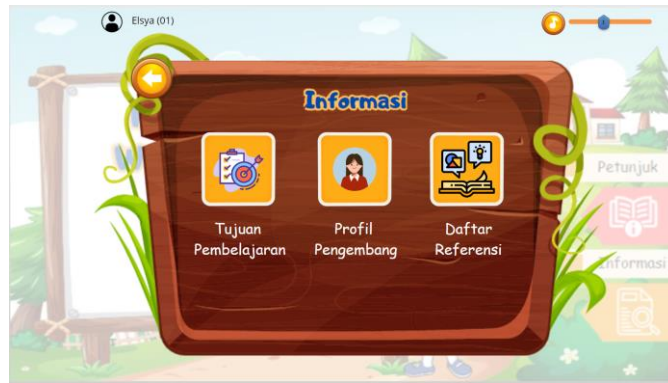 Elsya (01)
Informasi
Tujuan
Pembelajaran
Profil
Pengembang
Daftar
Referensi
Petunjuk
Informasi